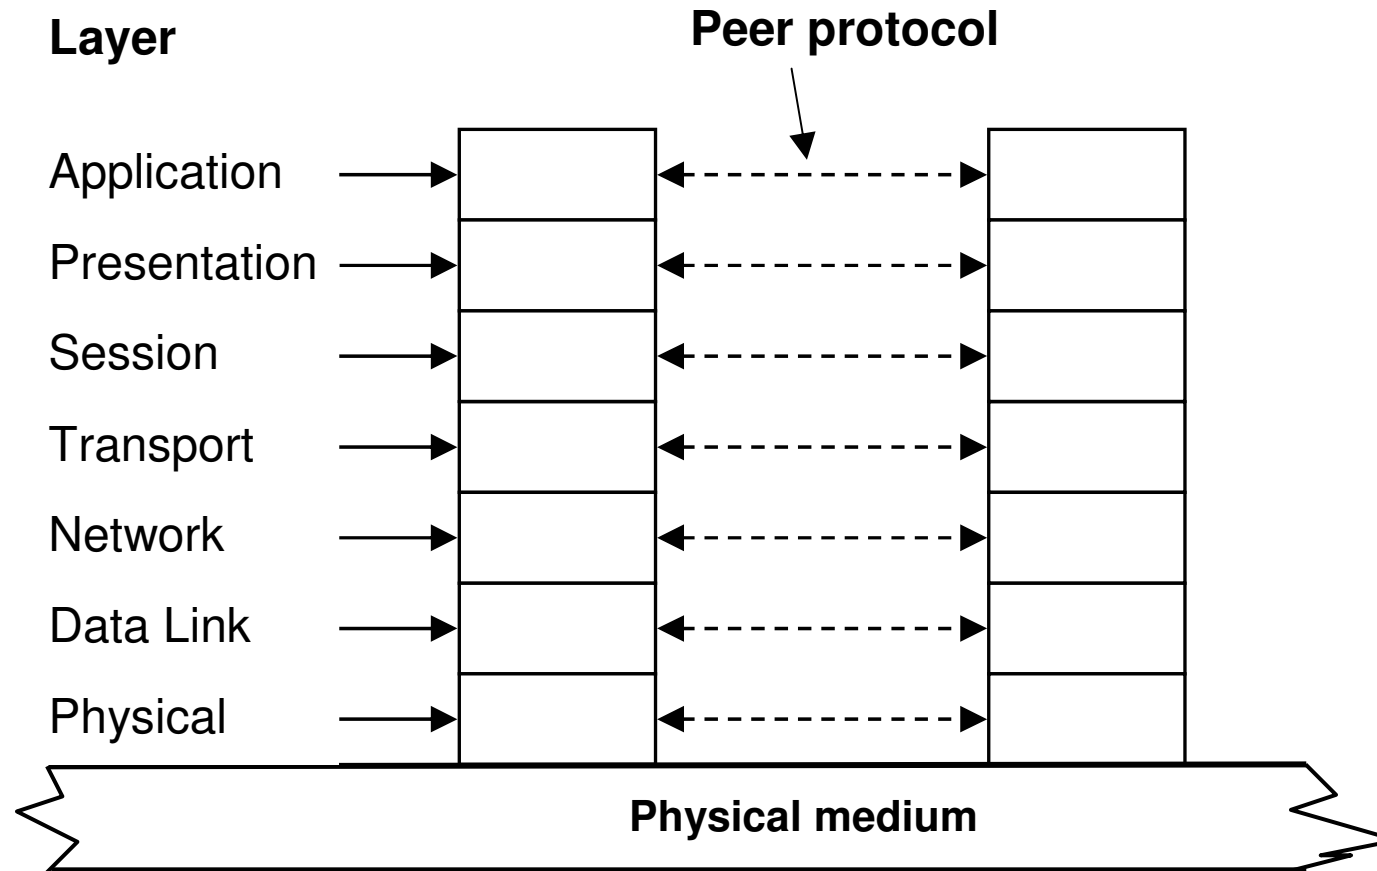 Layer
Peer protocol
Application
Presentation
Session
Transport
Network
Data Link
Physical
Physical medium